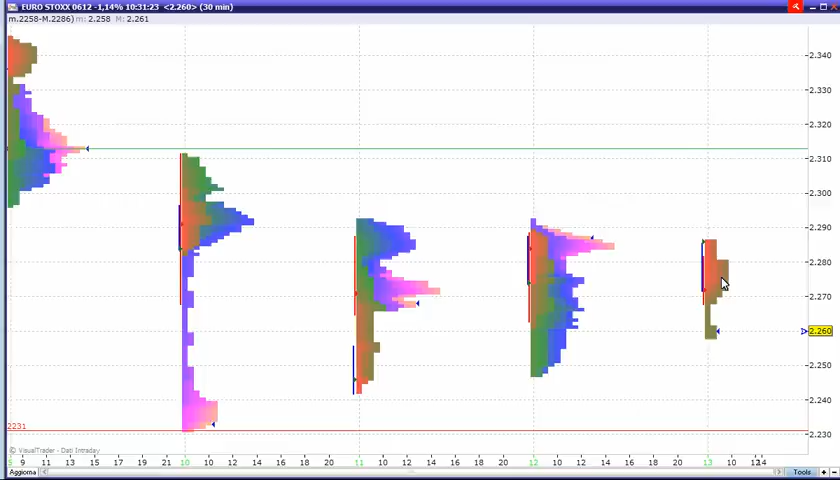 EURO STOXX 0612 -1,14% 10:31:23 <2.260> (30 min)
m.2258-M.2286) m: 2.258 M: 2.261
2.340
2.330
2.320
2.310
2.300
2.290
2.280
2.270
2.260
2.250
2.240
2.230
2231
© VisualTrader - Dati Intraday
9 11 13 15 17 19 21 10 10 12 14 16 18 20 11 10 12 14 16 18 20 12 10 12 14 16 18 20 13 10 12 14
Aggiorna Tools